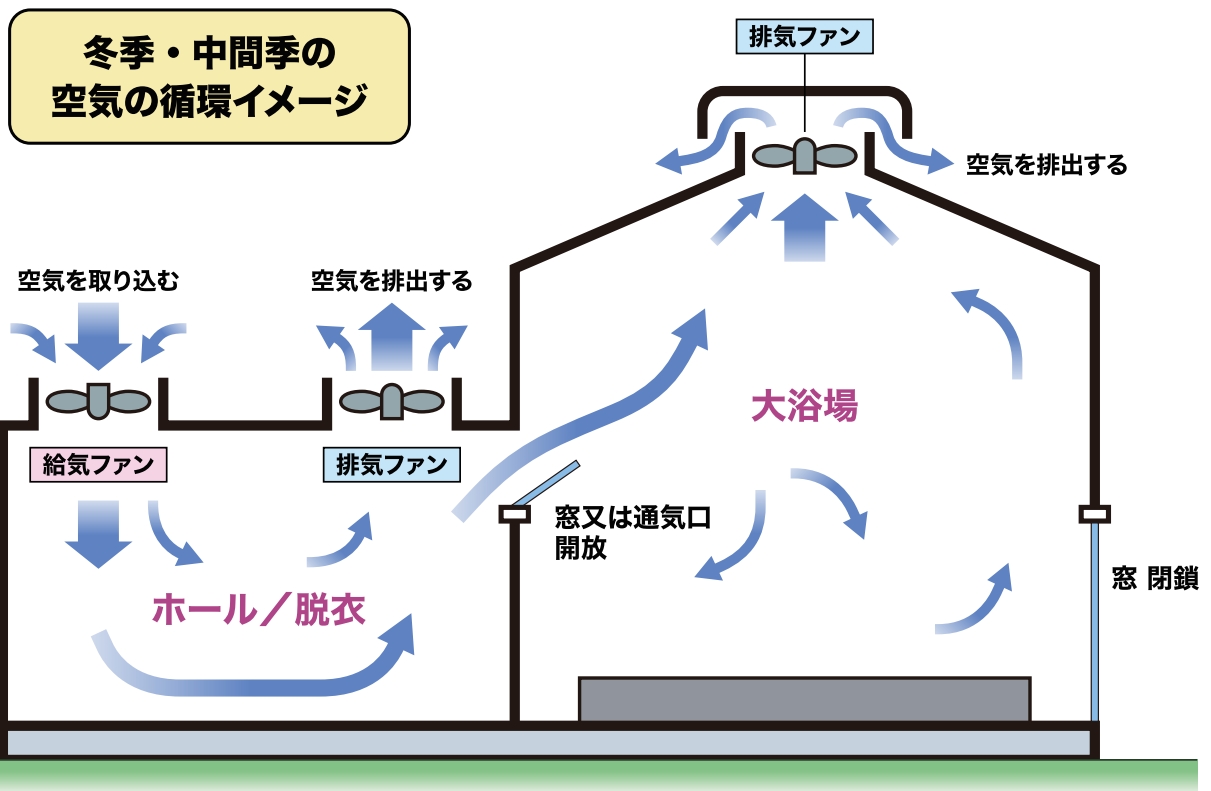 冬季・中間季の
空気の循環イメージ
排気ファン
空気を排出する
空気を取り込む
空気を排出する
給気ファン
排気ファン
大浴場
窓又は通気口
開放
窓 閉鎖
ホール／脱衣